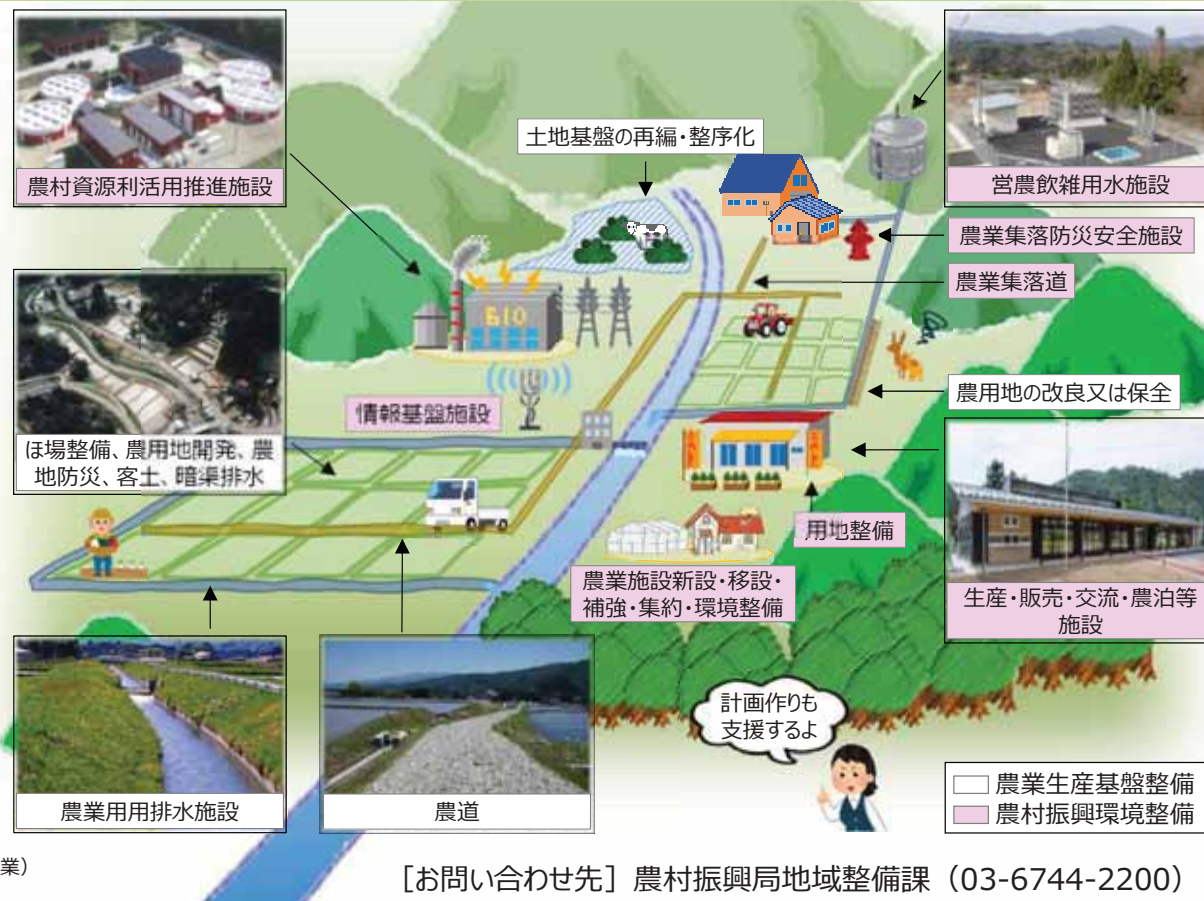 農村資源利活用推進施設
土地基盤の再編・整序化
営農飲雑用水施設
農業集落防災安全施設
農業集落道
BIO
情報基盤施設
農用地の改良又は保全
ほ場整備、農用地開発、農
地防災、客土、暗渠排水
用地整備
農業施設新設・移設・
補強・集約・環境整備
生産・販売・交流・農泊等
施設
農業用用排水施設
農道
計画作りも
支援するよ
農業生産基盤整備
農村振興環境整備
業）
［お問い合わせ先］農村振興局地域整備課（03-6744-2200）